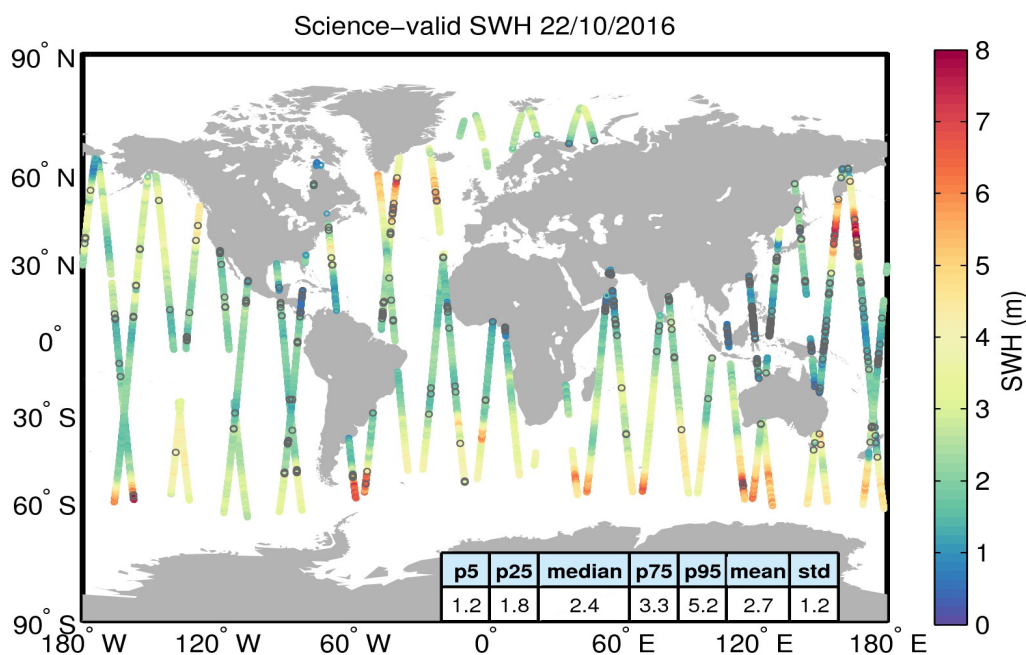 Science−valid SWH 22/10/2016
90° N
60° N
30° N
0°
30° S
60° S
90° S
180° W
120° W
60° W
0°
60° E
120° E
180° E
p5 p25 median p75 p95 mean std
1.2 1.8 2.4 3.3 5.2 2.7 1.2
8
7
6
5
4
3
2
1
0
SWH (m)